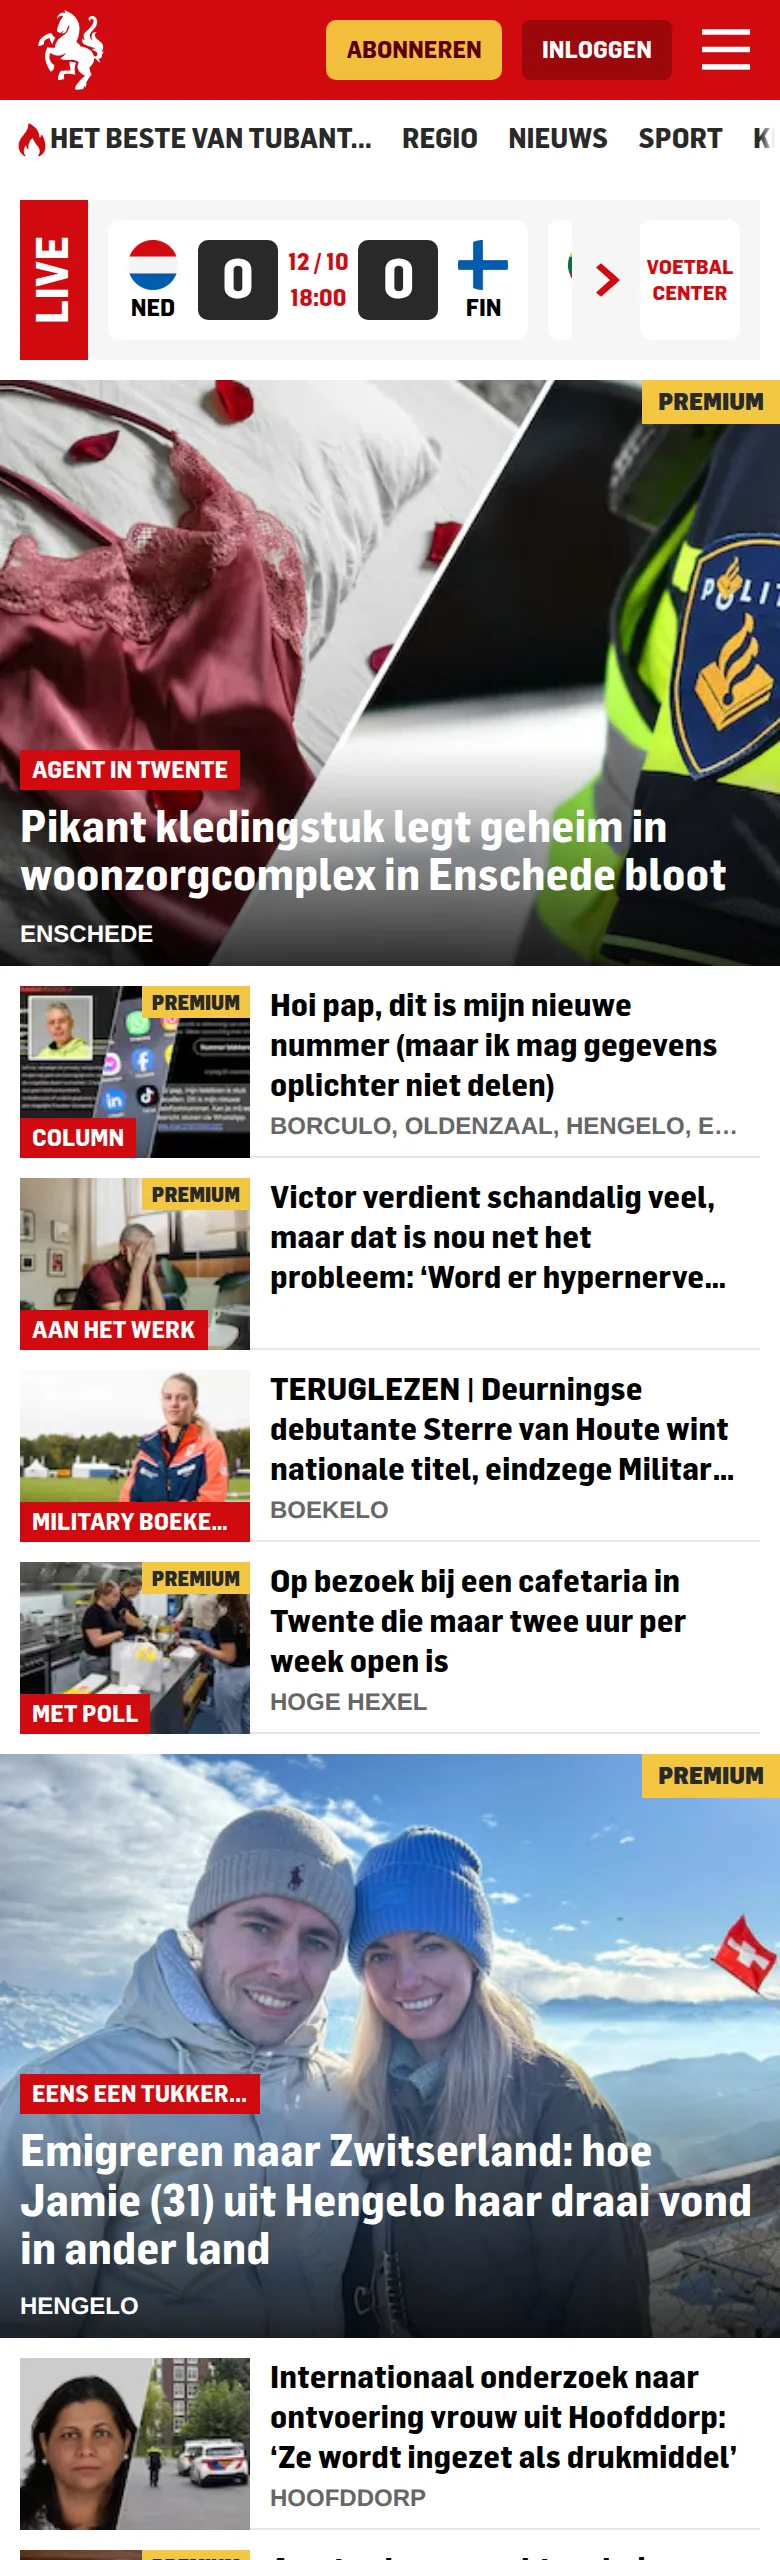 ABONNEREN
INLOGGEN
HET BESTE VAN TUBANT... REGIO NIEUWS SPORT
LIVE
NED
0
12 / 10
18:00
0
FIN
VOETBAL
CENTER
PREMIUM
POLIT
AGENT IN TWENTE
Pikant kledingstuk legt geheim in
woonzorgcomplex in Enschede bloot
ENSCHEDE
PREMIUM
COLUMN
Hoi pap, dit is mijn nieuwe
nummer (maar ik mag gegevens
oplichter niet delen)
BORCULO, OLDENZAAL, HENGELO, E...
PREMIUM
AAN HET WERK
Victor verdient schandalig veel,
maar dat is nou net het
probleem: ‘Word er hypernerve...
MILITARY BOEKE...
TERUGLEZEN | Deurningse
debutante Sterre van Houte wint
nationale titel, eindzege Militar...
BOEKELO
PREMIUM
MET POLL
Op bezoek bij een cafetaria in
Twente die maar twee uur per
week open is
HOGE HEXEL
PREMIUM
EENS EEN TUKKER...
Emigreren naar Zwitserland: hoe
Jamie (31) uit Hengelo haar draai vond
in ander land
HENGELO
Internationaal onderzoek naar
ontvoering vrouw uit Hoofddorp:
‘Ze wordt ingezet als drukmiddel’
HOOFDDORP